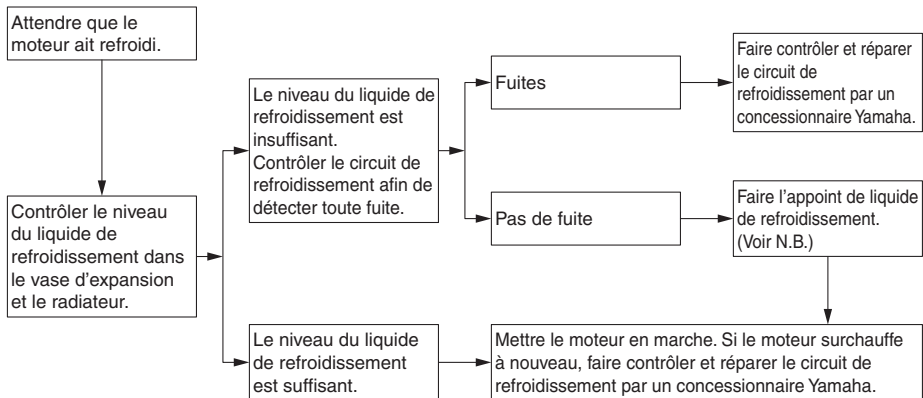 Attendre que le
moteur ait refroidi.
Contrôler le niveau
du liquide de
refroidissement dans
le vase d'expansion
et le radiateur.
Le niveau du liquide de
refroidissement est
insuffisant.
Contrôler le circuit de
refroidissement afin de
détecter toute fuite.
Fuites
Faire contrôler et réparer
le circuit de
refroidissement par un
concessionnaire Yamaha.
Pas de fuite
Faire l'appoint de liquide
de refroidissement.
(Voir N.B.)
Le niveau du liquide
de refroidissement
est suffisant.
Mettre le moteur en marche. Si le moteur surchauffe
à nouveau, faire contrôler et réparer le circuit de
refroidissement par un concessionnaire Yamaha.